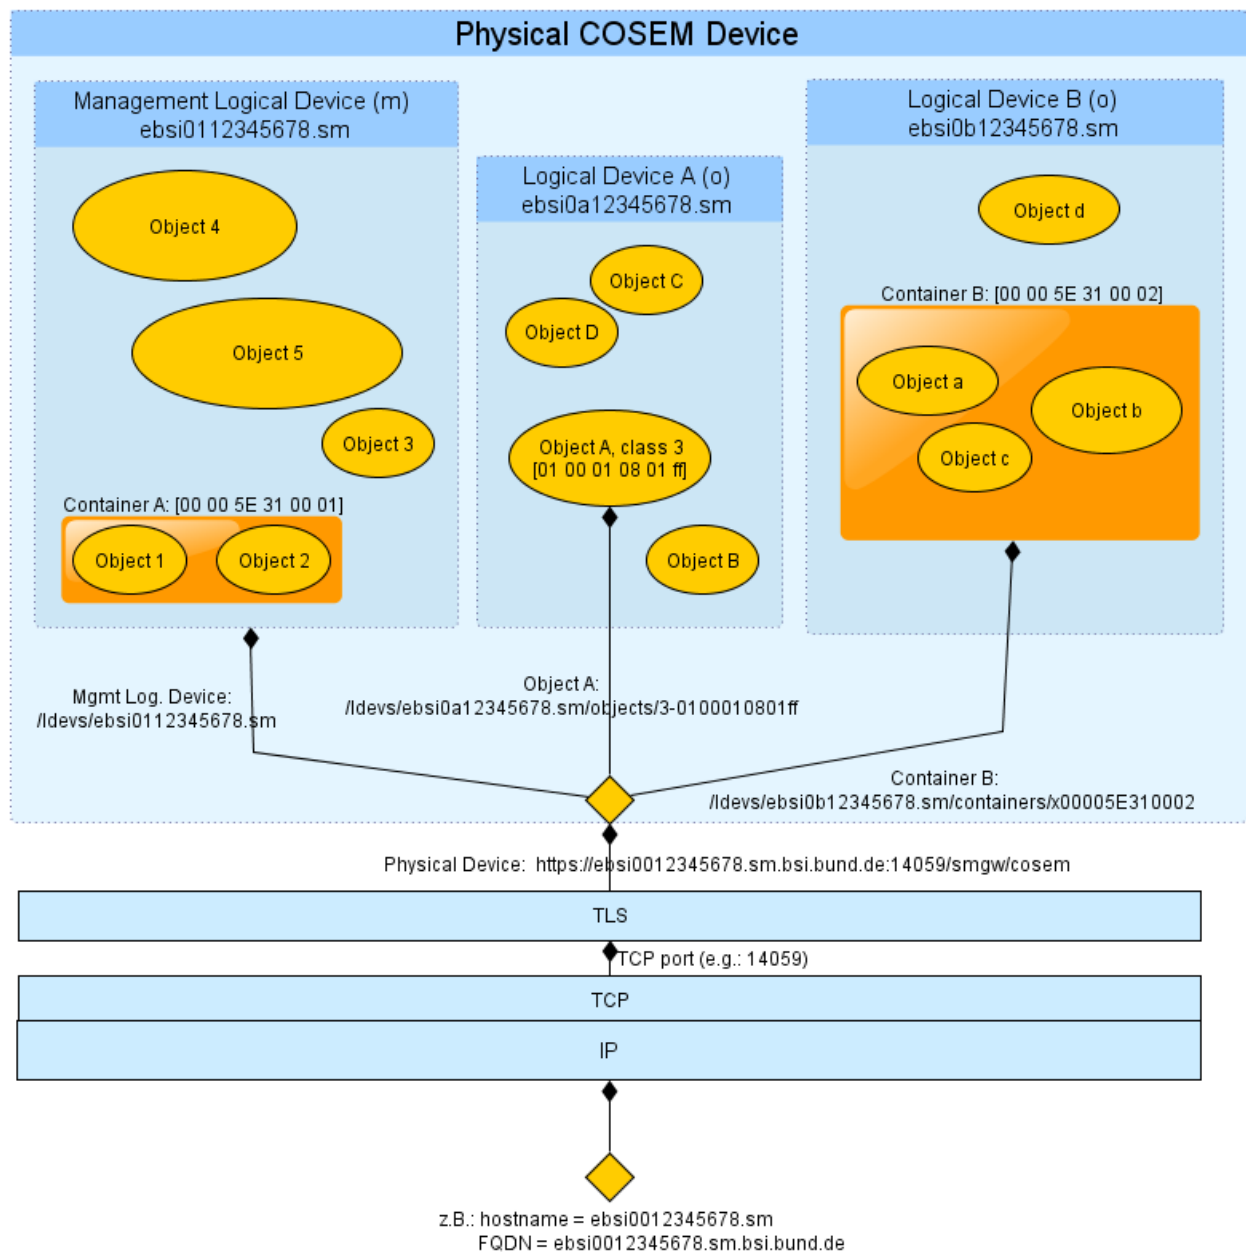 Physical COSEM Device
Management Logical Device (m)
ebsi0112345678.sm
Object 4
Object 5
Object 3
Container A: [00 00 5E 31 00 01]
Object 1
Object 2
Logical Device A (o)
ebsi0a12345678.sm
Object C
Object D
Object A, class 3
[01 00 01 08 01 ff]
Object B
Logical Device B (o)
ebsi0b12345678.sm
Object d
Container B: [00 00 5E 31 00 02]
Object a
Object b
Object c
Mgmt Log. Device:
/ldevs/ebsi0112345678.sm
Object A:
/ldevs/ebsi0a12345678.sm/objects/3-0100010801ff
Container B:
/ldevs/ebsi0b12345678.sm/containers/x00005E310002
Physical Device: https://ebsi0012345678.sm.bsi.bund.de:14059/smgw/cosem
TLS
TCP port (e.g.: 14059)
TCP
IP
z.B.: hostname = ebsi0012345678.sm
FQDN = ebsi0012345678.sm.bsi.bund.de